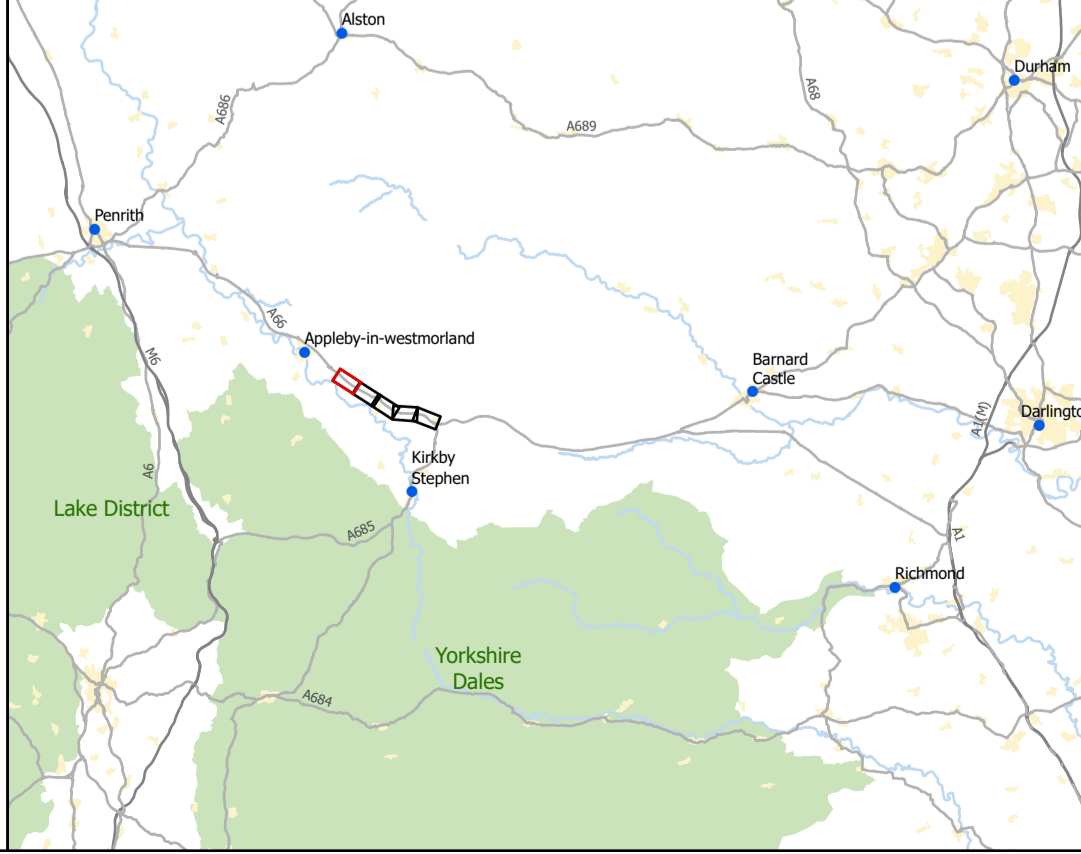 Alston
Durham
A686
A68
A689
Penrith
A66
Appleby-in-westmorland
M6
Barnard
Castle
A1(M)
Darlingto
Kirkby
Stephen
A6
Lake District
A685
A1
Richmond
Yorkshire
Dales
A684